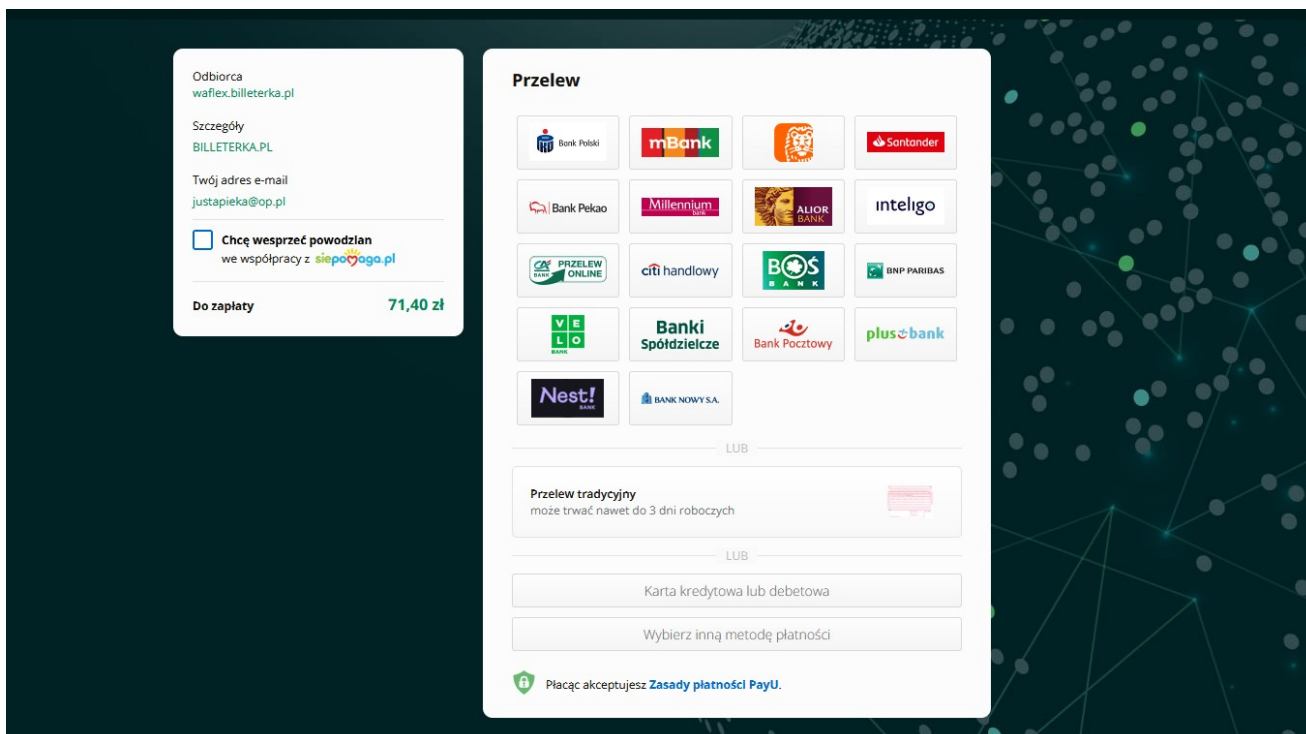 Odbiorca
waflex.billeterka.pl
Szczegóły
BILLETERKA.PL
Twój adres e-mail
justapieka@op.pl
Chcę wesprzeć powodzian
we współpracy z siepomaga.pl
Do zapłaty 71,40 zł
Przelew
Bank Polski
mBank
Santander
Bank Pekao
Millennium
bank
ALIOR
BANK
inteligo
CA BANK PRZELEW
ONLINE
citi handlowy
BOŚ
BANK
BNP PARIBAS
VELO
BANK
Banki
Spółdzielcze
Bank Pocztowy
plusbank
Nest!
BANK
BANK NOWY S.A.
LUB
Przelew tradycyjny
może trwać nawet do 3 dni roboczych
LUB
Karta kredytowa lub debetowa
Wybierz inną metodę płatności
Płacąc akceptujesz Zasady płatności PayU.